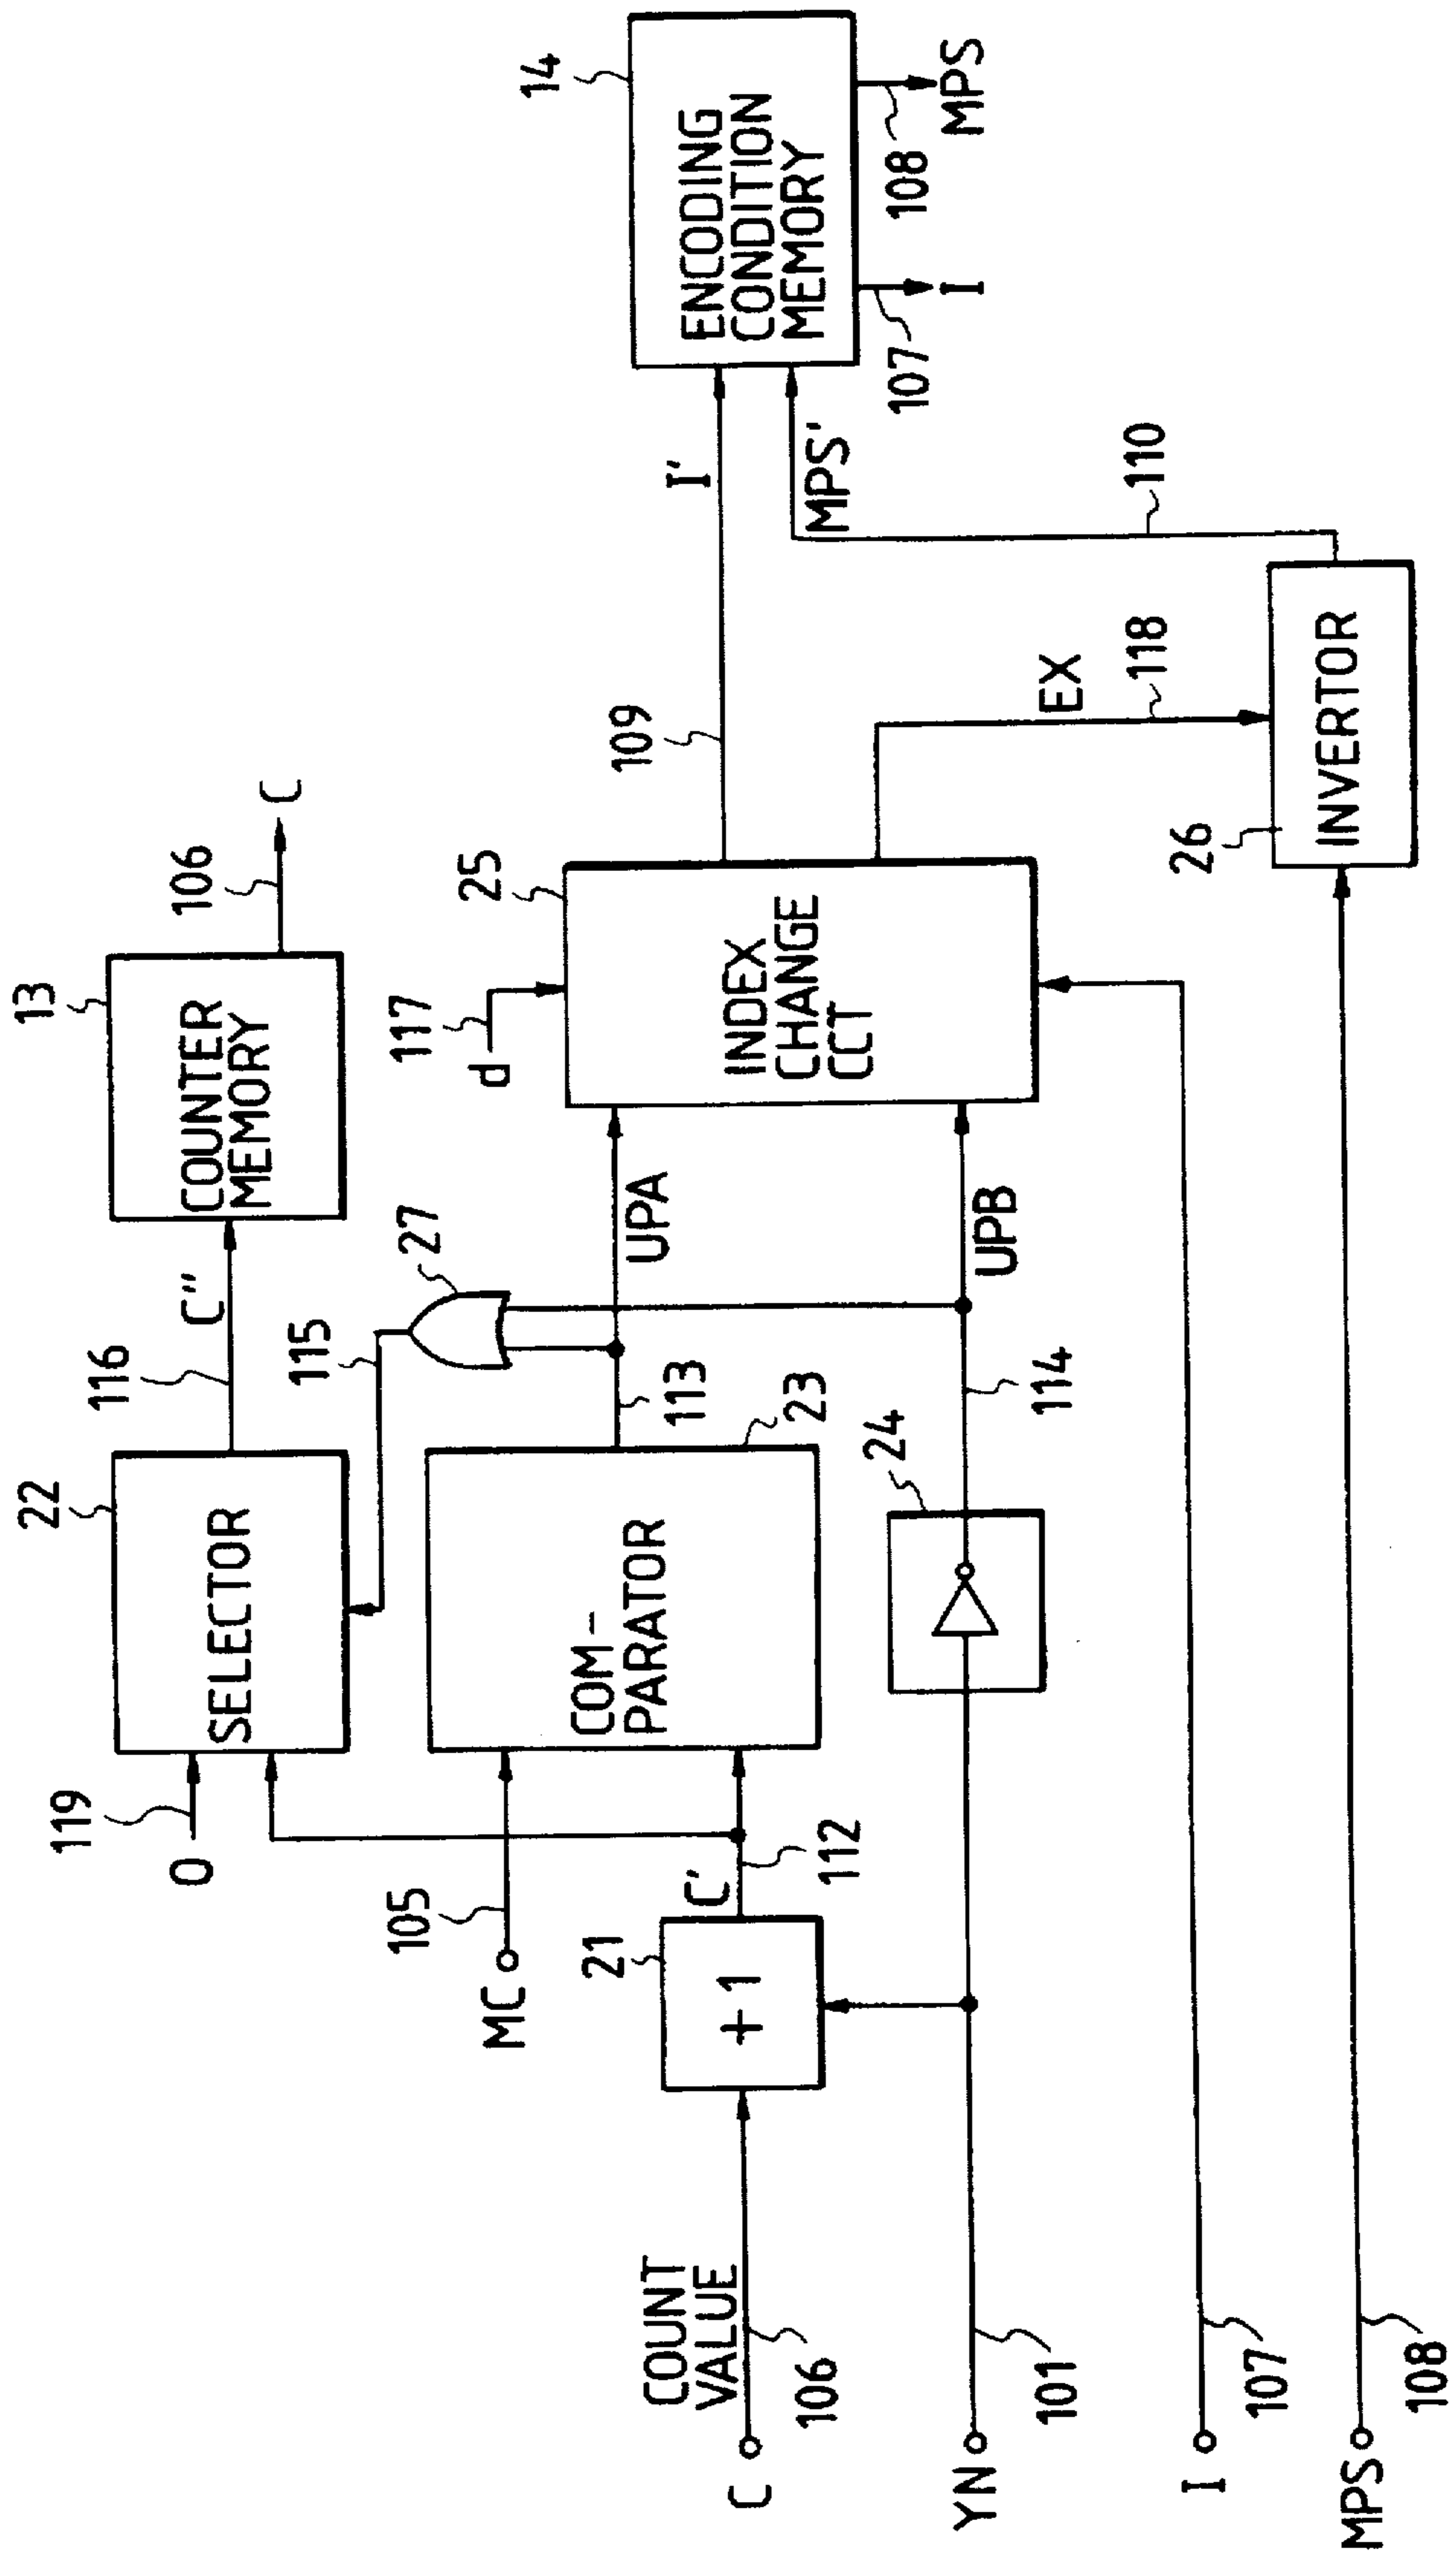 119
O
SELECTOR
22
116
C"
COUNTER
MEMORY
13
106
C
115
27
MC
105
COM-
PARATOR
23
113
UPA
d
117
INDEX
CHANGE
CCT
25
109
I'
ENCODING
CONDITION
MEMORY
14
107
I
108
MPS
C
COUNT
VALUE
106
21
+1
C'
112
YN
101
24
114
UPB
EX
118
MPS'
110
I
107
MPS
108
26
INVERTOR